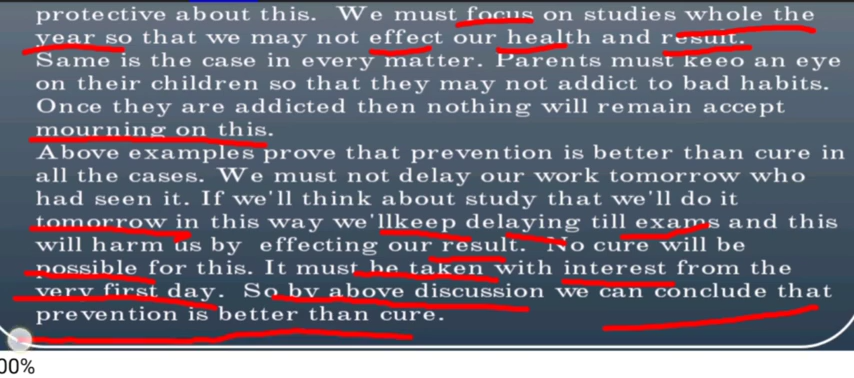 protective about this. We must focus on studies whole the
year so that we may not effect our health and result.
Same is the case in every matter. Parents must keeo an eye
on their children so that they may not addict to bad habits.
Once they are addicted then nothing will remain accept
mourning on this.
Above examples prove that prevention is better than cure in
all the cases. We must not delay our work tomorrow who
had seen it. If we'll think about study that we'll do it
tomorrow in this way we'llkeep delaying till exams and this
will harm us by effecting our result. No cure will be
possible for this. It must be taken with interest from the
very first day. So by above discussion we can conclude that
prevention is better than cure.
00%